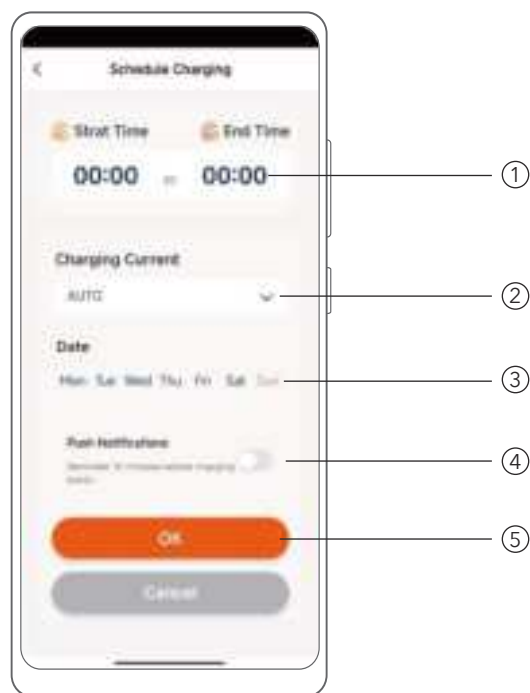 Schedule Charging
Strat Time End Time
00:00 00:00
①
Charging Current
AUTO
②
Date
Mon Tue Wed Thu Fri Sat Sun
③
Push Notifications
④
OK
⑤
Cancel